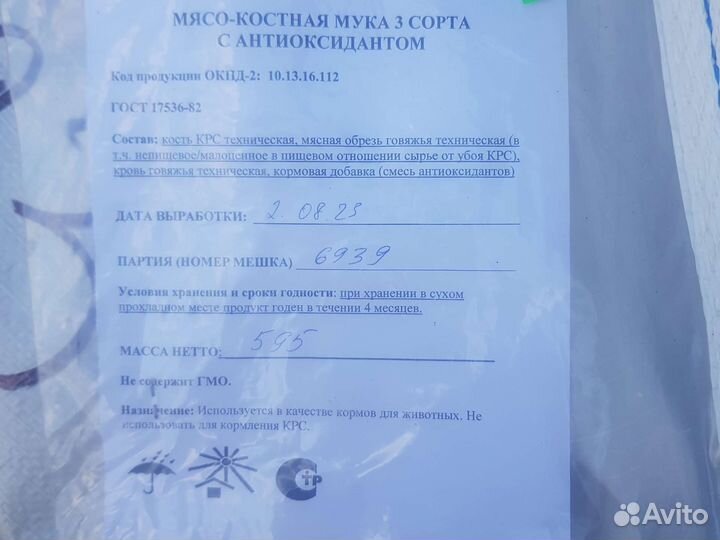 МЯСО-КОСТНАЯ МУКА 3 СОРТА
С АНТИОКСИДАНТОМ
Код продукции ОКПД-2: 10.13.16.112
ГОСТ 17536-82
Состав: кость КРС техническая, мясная обрезь говяжья техническая (в
т.ч. непищевое/малоценное в пищевом отношении сырье от убоя КРС),
кровь говяжья техническая, кормовая добавка (смесь антиоксидантов)
ДАТА ВЫРАБОТКИ: 2.08.23
ПАРТИЯ (НОМЕР МЕШКА) 6939
Условия хранения и сроки годности: при хранении в сухом
прохладном месте продукт годен в течении 4 месяцев.
МАССА НЕТТО: 595
Не содержит ГМО.
Назначение: Используется в качестве кормов для животных. Не
использовать для кормления КРС.
СТР
Avito